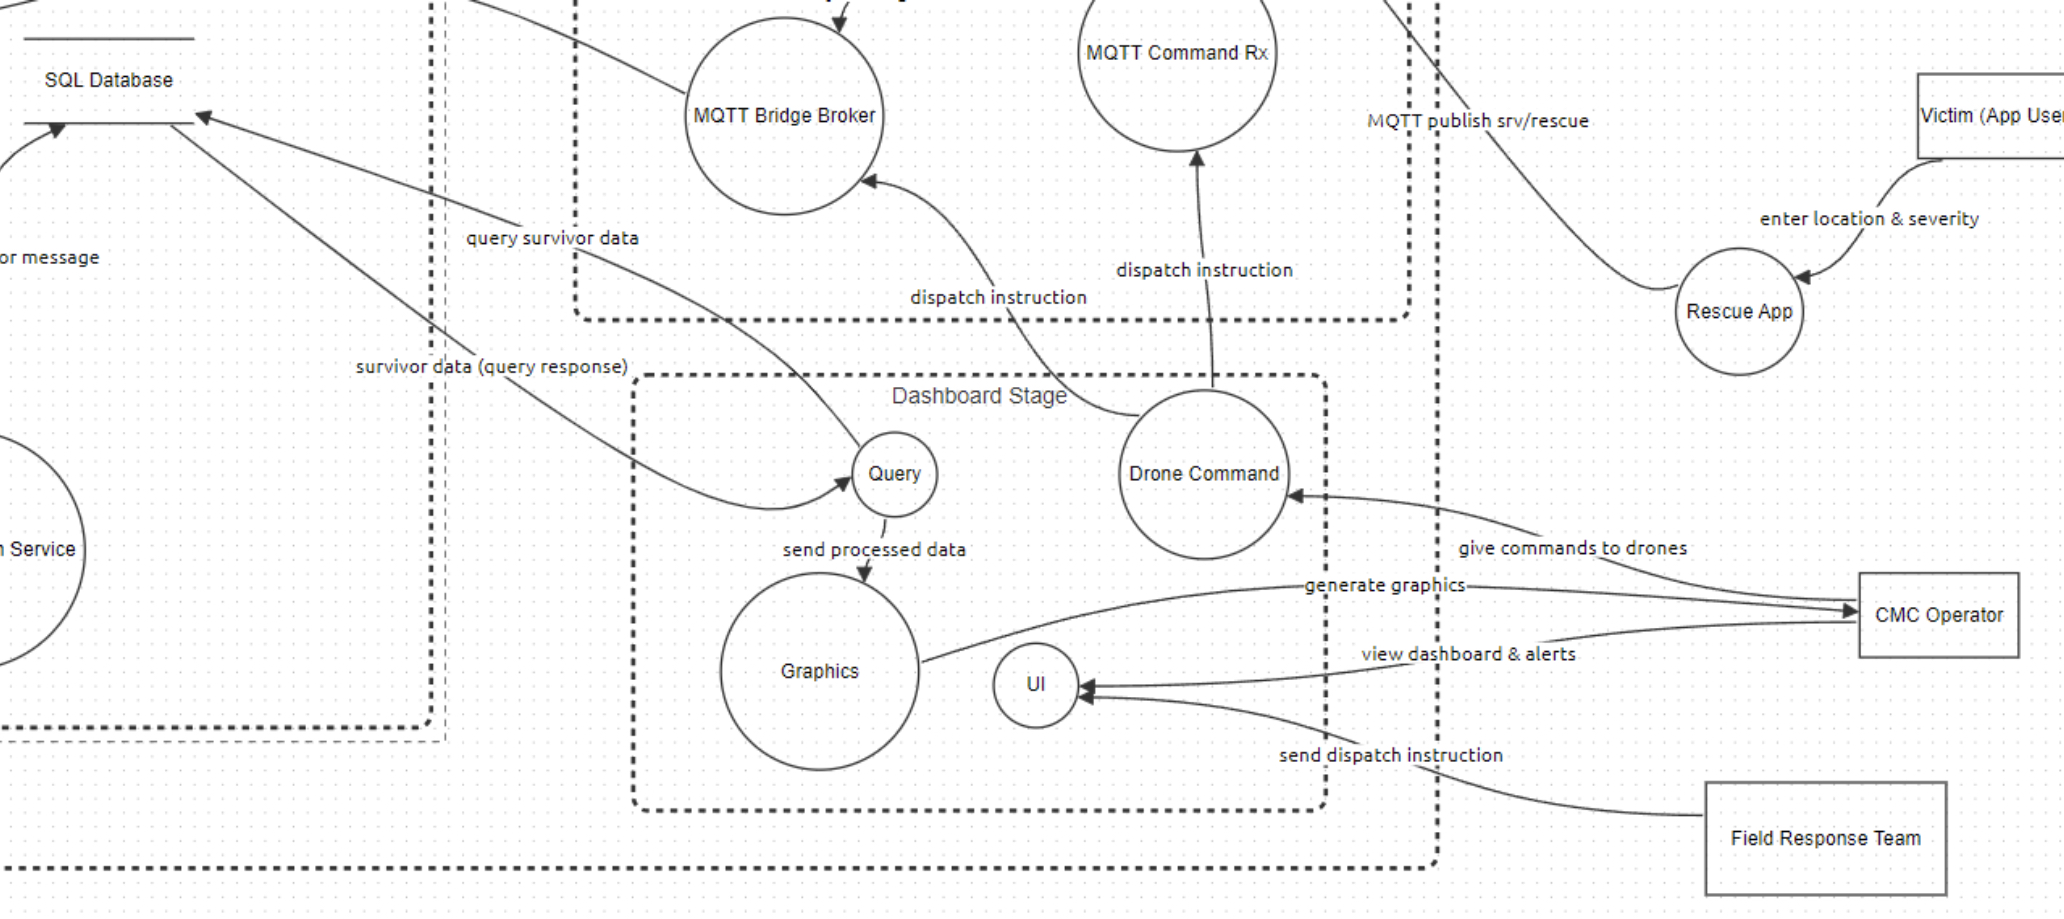 SQL Database
MQTT Bridge Broker
MQTT Command Rx
MQTT publish srv/rescue
Victim (App User
enter location & severity
query survivor data
or message
dispatch instruction
dispatch instruction
Rescue App
survivor data (query response)
Dashboard Stage
Query
Drone Command
n Service
send processed data
give commands to drones
generate graphics
CMC Operator
view dashboard & alerts
Graphics
UI
send dispatch instruction
Field Response Team